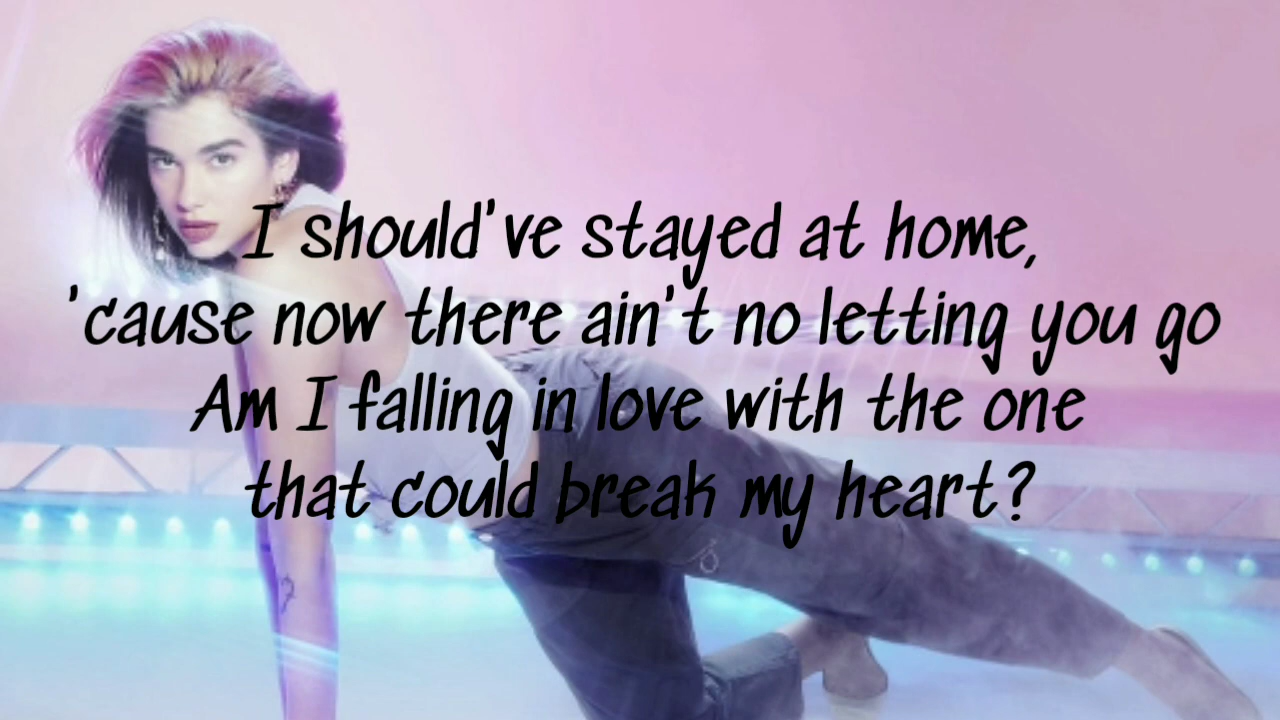 I should've stayed at home,
'cause now there ain't no letting you go
Am I falling in love with the one
that could break my heart?